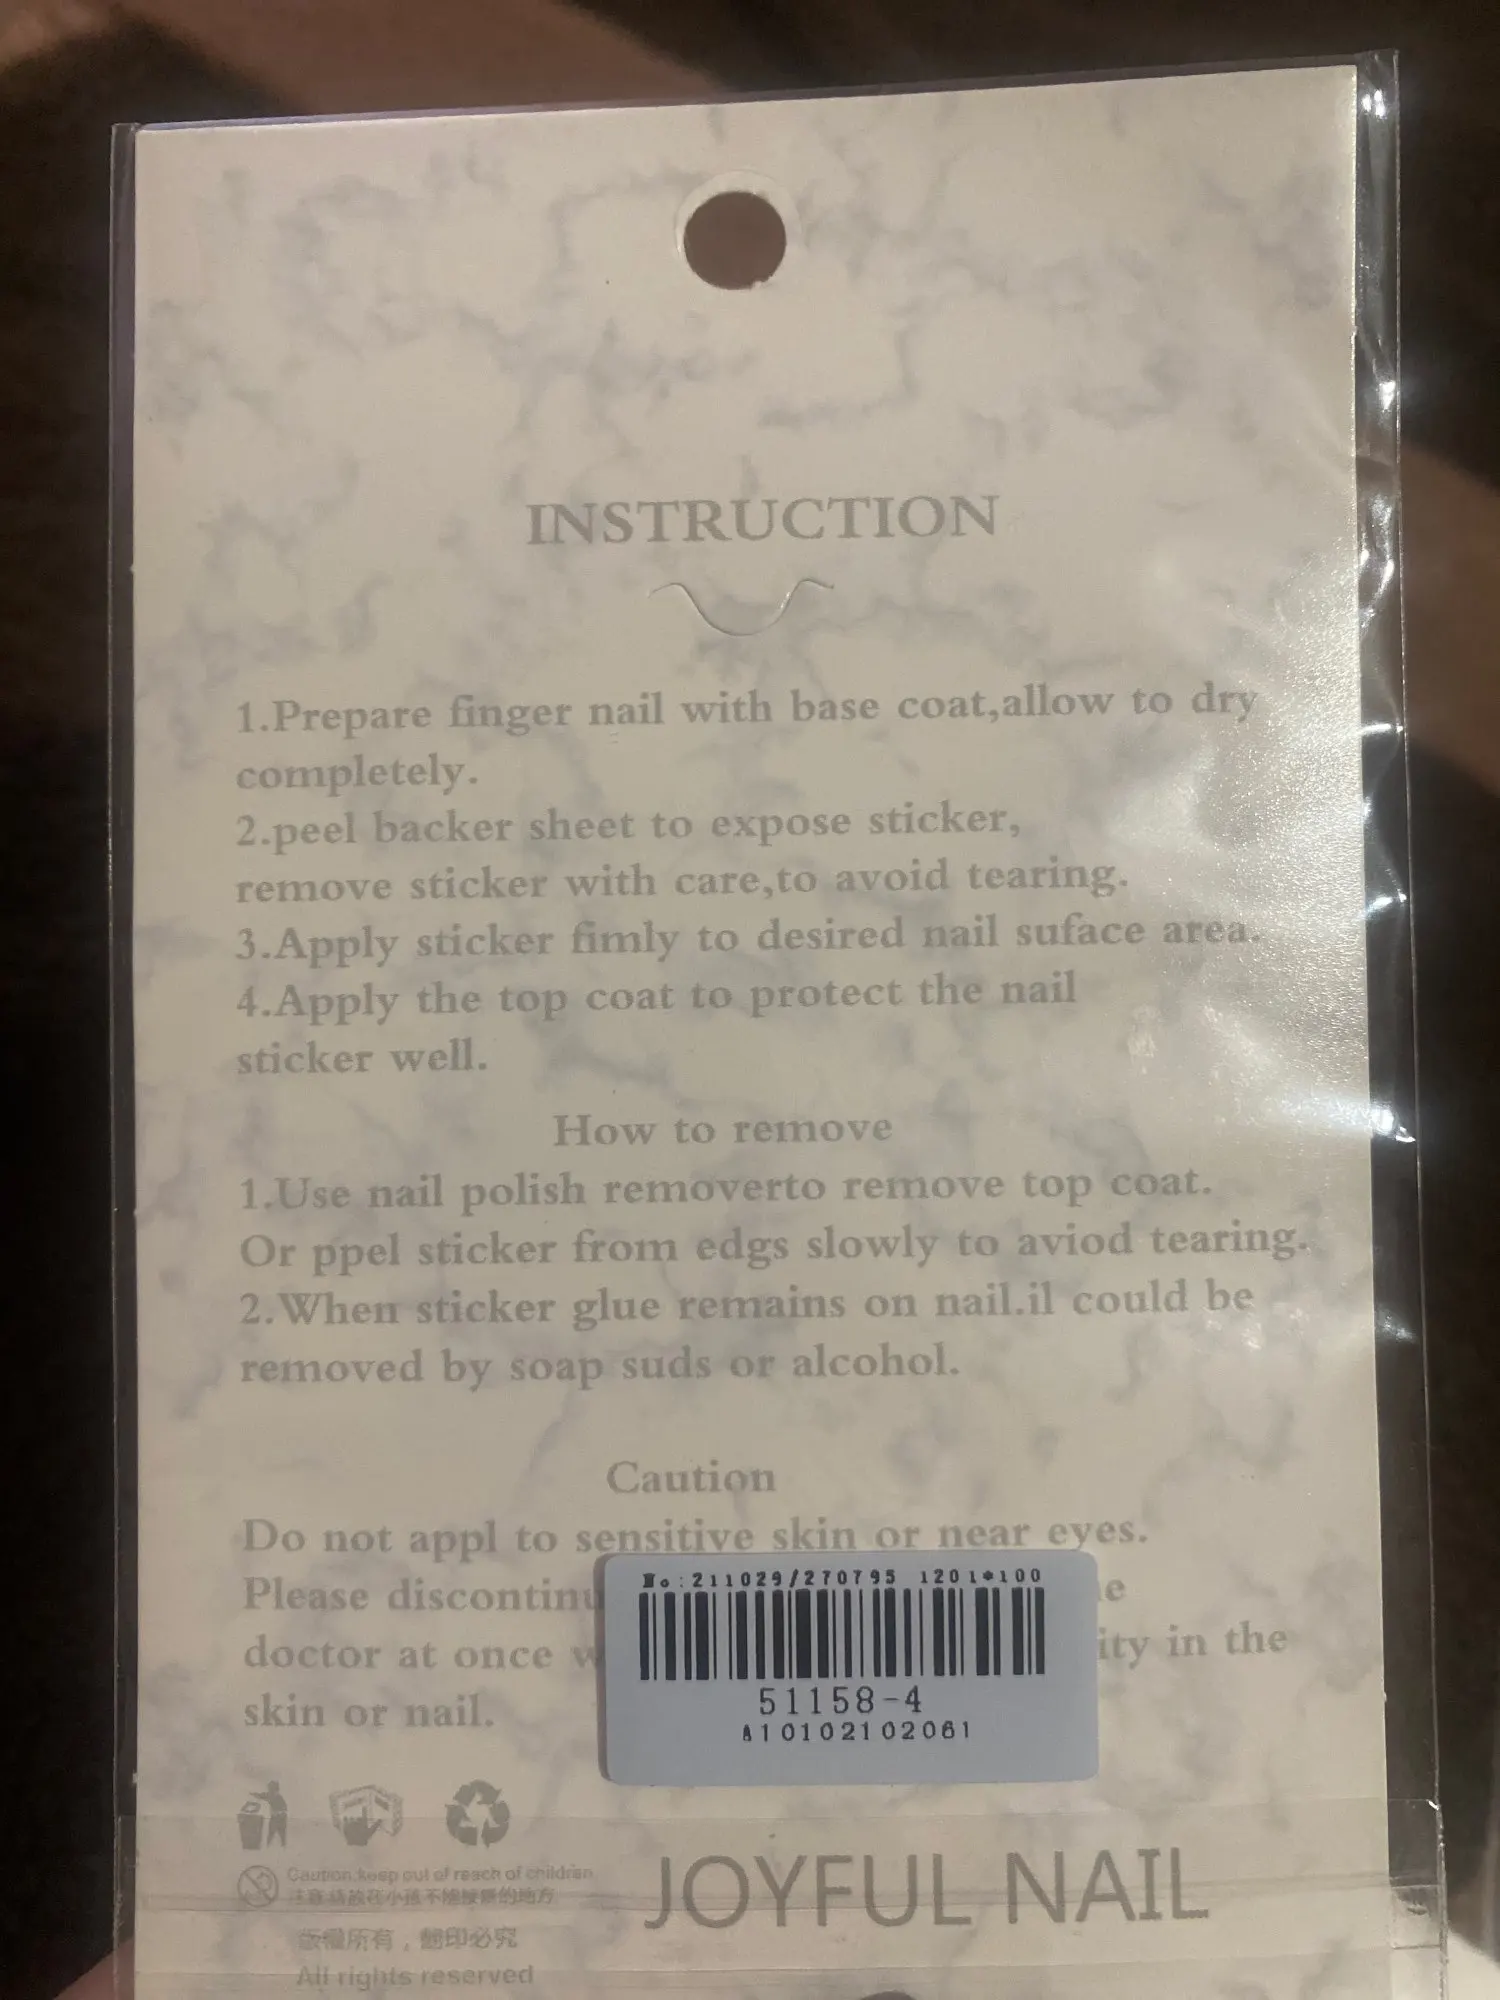 INSTRUCTION
1.Prepare finger nail with base coat,allow to dry
completely.
2.peel backer sheet to expose sticker,
remove sticker with care,to avoid tearing.
3.Apply sticker fimly to desired nail suface area.
4.Apply the top coat to protect the nail
sticker well.
How to remove
1.Use nail polish removerto remove top coat.
Or ppel sticker from edgs slowly to aviod tearing.
2.When sticker glue remains on nail.il could be
removed by soap suds or alcohol.
Caution
Do not appl to sensitive skin or near eyes.
Please discontinu e
doctor at once w ity in the
skin or nail.
No:211029/270795 1201*100
51158-4
A10102102061
Caution:keep out of reach of children
JOYFUL NAIL
版權所有，翻印必究
All rights reserved